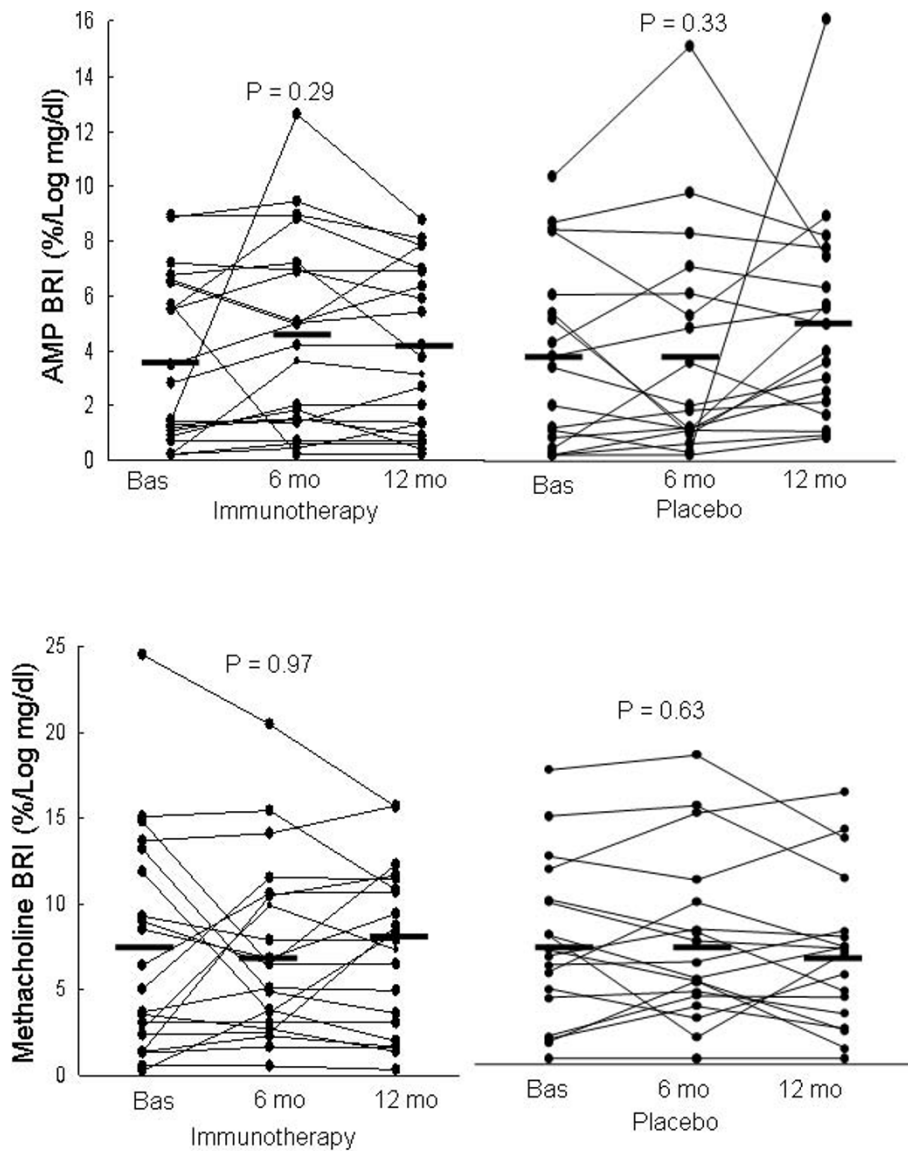 AMP BRI (%/Log mg/dl)
16
14
12
10
8
6
4
2
0
P = 0.29
Bas
6 mo
12 mo
Immunotherapy
P = 0.33
Bas
6 mo
12 mo
Placebo
Methacholine BRI (%/Log mg/dl)
25
20
15
10
5
0
P = 0.97
Bas
6 mo
12 mo
Immunotherapy
P = 0.63
Bas
6 mo
12 mo
Placebo